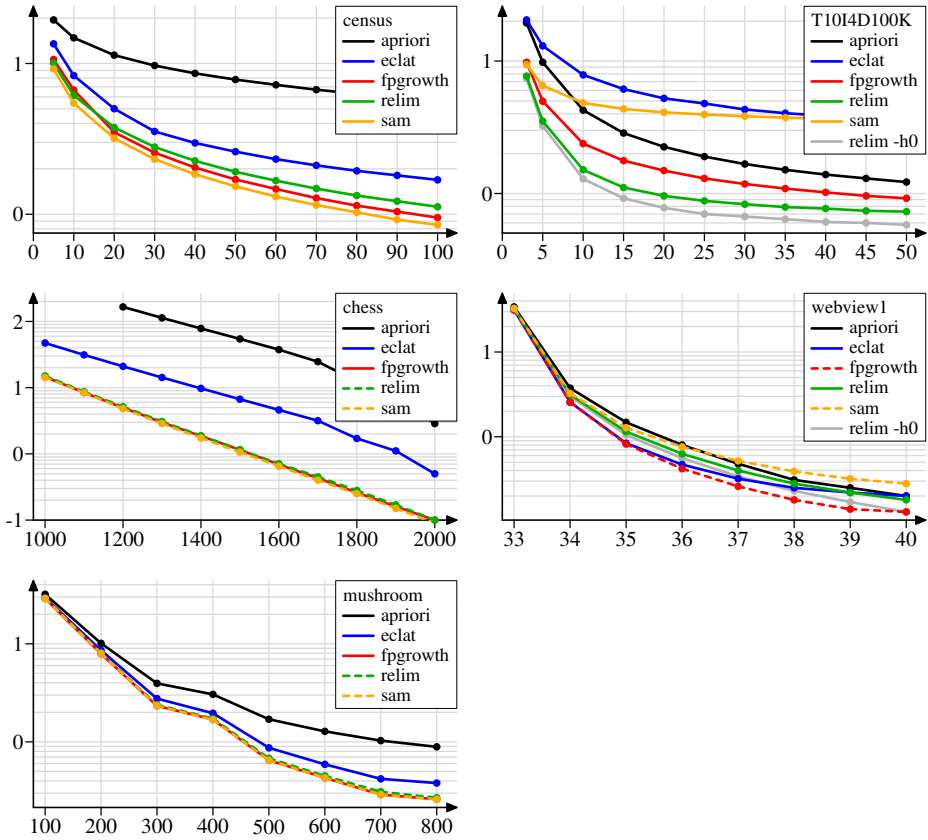 census
apriori
eclat
fpgrowth
relim
sam
1
0
0 10 20 30 40 50 60 70 80 90 100
T10I4D100K
apriori
eclat
fpgrowth
relim
sam
relim -h0
1
0
0 5 10 15 20 25 30 35 40 45 50
chess
apriori
eclat
fpgrowth
relim
sam
2
1
0
-1
1000 1200 1400 1600 1800 2000
webview1
apriori
eclat
fpgrowth
relim
sam
relim -h0
1
0
33 34 35 36 37 38 39 40
mushroom
apriori
eclat
fpgrowth
relim
sam
1
0
100 200 300 400 500 600 700 800